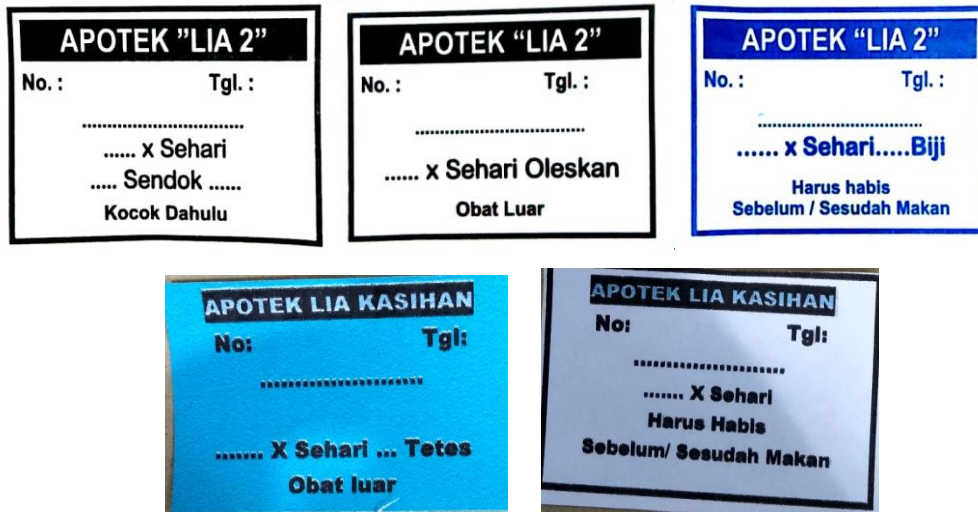 APOTEK "LIA 2"
No. : Tgl. :
................................
...... x Sehari
..... Sendok ......
Kocok Dahulu
APOTEK “LIA 2”
No. : Tgl. :
..................................
...... x Sehari Oleskan
Obat Luar
APOTEK “LIA 2”
No. : Tgl. :
.................................
...... x Sehari.....Biji
Harus habis
Sebelum / Sesudah Makan
APOTEK LIA KASIHAN
No: Tgl:
........................
....... X Sehari ... Tetes
Obat luar
APOTEK LIA KASIHAN
No: Tgl:
........................
....... X Sehari
Harus Habis
Sebelum/ Sesudah Makan